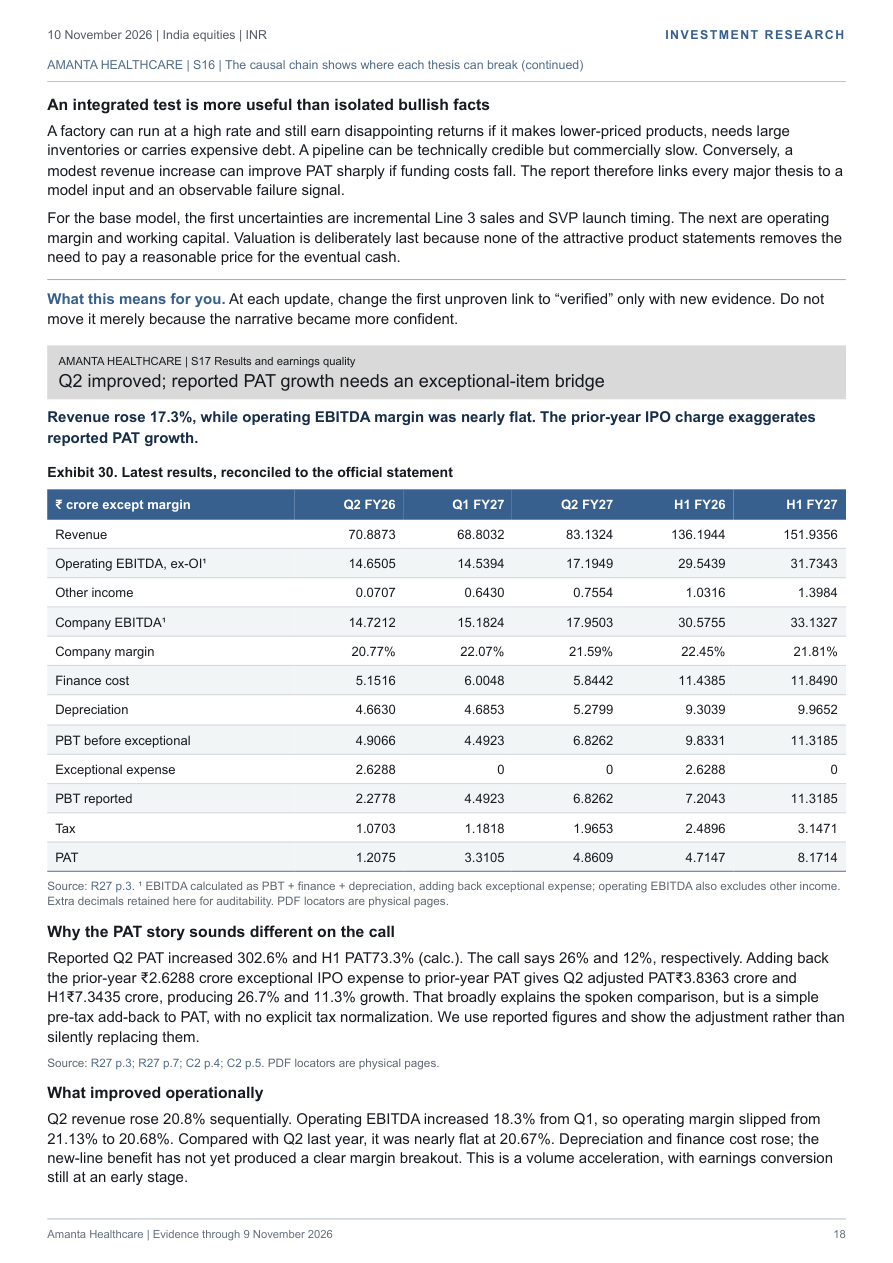 10 November 2026 | India equities | INR
INVESTMENT RESEARCH
AMANTA HEALTHCARE | S16 | The causal chain shows where each thesis can break (continued)
An integrated test is more useful than isolated bullish facts
A factory can run at a high rate and still earn disappointing returns if it makes lower-priced products, needs large
inventories or carries expensive debt. A pipeline can be technically credible but commercially slow. Conversely, a
modest revenue increase can improve PAT sharply if funding costs fall. The report therefore links every major thesis to a
model input and an observable failure signal.
For the base model, the first uncertainties are incremental Line 3 sales and SVP launch timing. The next are operating
margin and working capital. Valuation is deliberately last because none of the attractive product statements removes the
need to pay a reasonable price for the eventual cash.
What this means for you. At each update, change the first unproven link to “verified” only with new evidence. Do not
move it merely because the narrative became more confident.
AMANTA HEALTHCARE | S17 Results and earnings quality
Q2 improved; reported PAT growth needs an exceptional-item bridge
Revenue rose 17.3%, while operating EBITDA margin was nearly flat. The prior-year IPO charge exaggerates
reported PAT growth.
Exhibit 30. Latest results, reconciled to the official statement
₹ crore except margin Q2 FY26 Q1 FY27 Q2 FY27 H1 FY26 H1 FY27
Revenue 70.8873 68.8032 83.1324 136.1944 151.9356
Operating EBITDA, ex-OI¹ 14.6505 14.5394 17.1949 29.5439 31.7343
Other income 0.0707 0.6430 0.7554 1.0316 1.3984
Company EBITDA¹ 14.7212 15.1824 17.9503 30.5755 33.1327
Company margin 20.77% 22.07% 21.59% 22.45% 21.81%
Finance cost 5.1516 6.0048 5.8442 11.4385 11.8490
Depreciation 4.6630 4.6853 5.2799 9.3039 9.9652
PBT before exceptional 4.9066 4.4923 6.8262 9.8331 11.3185
Exceptional expense 2.6288 0 0 2.6288 0
PBT reported 2.2778 4.4923 6.8262 7.2043 11.3185
Tax 1.0703 1.1818 1.9653 2.4896 3.1471
PAT 1.2075 3.3105 4.8609 4.7147 8.1714
Source: R27 p.3. ¹ EBITDA calculated as PBT + finance + depreciation, adding back exceptional expense; operating EBITDA also excludes other income.
Extra decimals retained here for auditability. PDF locators are physical pages.
Why the PAT story sounds different on the call
Reported Q2 PAT increased 302.6% and H1 PAT73.3% (calc.). The call says 26% and 12%, respectively. Adding back
the prior-year ₹2.6288 crore exceptional IPO expense to prior-year PAT gives Q2 adjusted PAT₹3.8363 crore and
H1₹7.3435 crore, producing 26.7% and 11.3% growth. That broadly explains the spoken comparison, but is a simple
pre-tax add-back to PAT, with no explicit tax normalization. We use reported figures and show the adjustment rather than
silently replacing them.
Source: R27 p.3; R27 p.7; C2 p.4; C2 p.5. PDF locators are physical pages.
What improved operationally
Q2 revenue rose 20.8% sequentially. Operating EBITDA increased 18.3% from Q1, so operating margin slipped from
21.13% to 20.68%. Compared with Q2 last year, it was nearly flat at 20.67%. Depreciation and finance cost rose; the
new-line benefit has not yet produced a clear margin breakout. This is a volume acceleration, with earnings conversion
still at an early stage.
Amanta Healthcare | Evidence through 9 November 2026
18